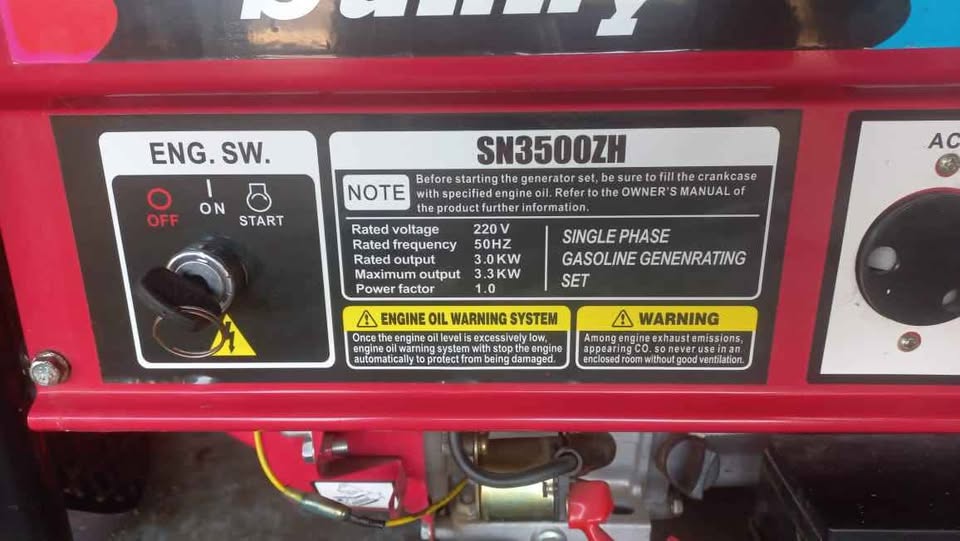 ENG. SW.
OFF
ON
START
SN3500ZH
NOTE
Before starting the generator set, be sure to fill the crankcase
with specified engine oil. Refer to the OWNER'S MANUAL of
the product further information.
Rated voltage 220 V
Rated frequency 50HZ
Rated output 3.0 KW
Maximum output 3.3 KW
Power factor 1.0
SINGLE PHASE
GASOLINE GENENRATING
SET
ENGINE OIL WARNING SYSTEM
Once the engine oil level is excessively low,
engine oil warning system with stop the engine
automatically to protect from being damaged.
WARNING
Among engine exhaust emissions,
appearing CO. so never use in an
enclosed room without good ventilation.
AC